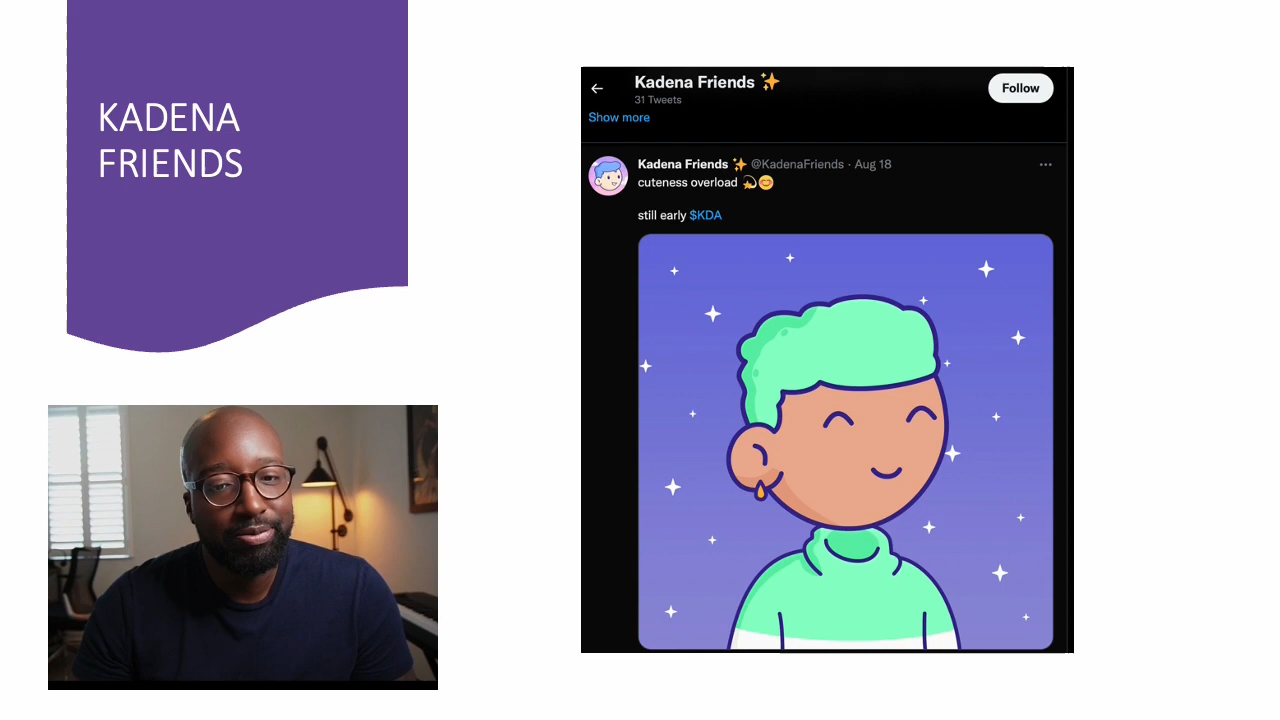 KADENA
FRIENDS
Kadena Friends ✨
31 Tweets
Follow
Show more
Kadena Friends ✨ @KadenaFriends · Aug 18
cuteness overload 💫😊
still early $KDA